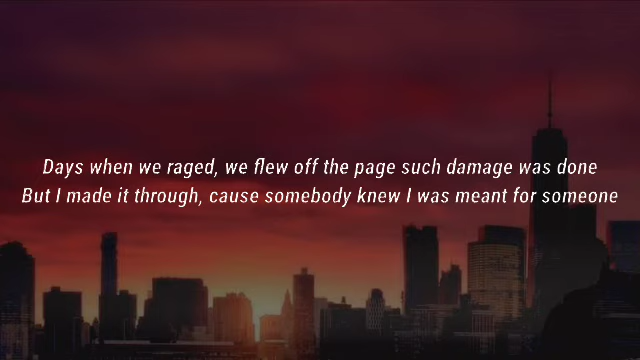 Days when we raged, we flew off the page such damage was done
But I made it through, cause somebody knew I was meant for someone